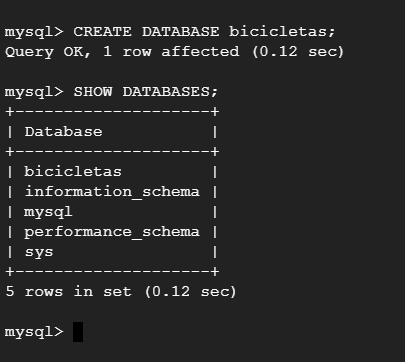 mysql> CREATE DATABASE bicicletas;
Query OK, 1 row affected (0.12 sec)
mysql> SHOW DATABASES;
+--------------------+
| Database           |
+--------------------+
| bicicletas         |
| information_schema |
| mysql              |
| performance_schema |
| sys                |
+--------------------+
5 rows in set (0.12 sec)
mysql>